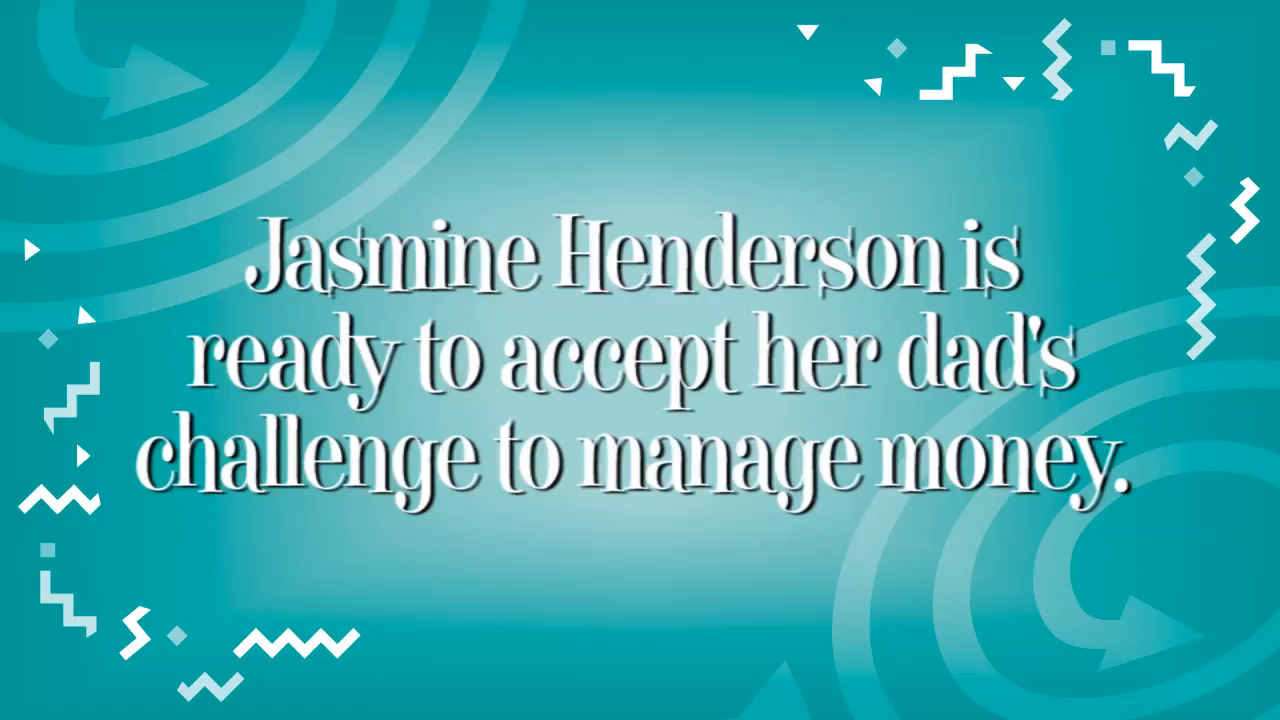 Jasmine Henderson is
ready to accept her dad's
challenge to manage money.